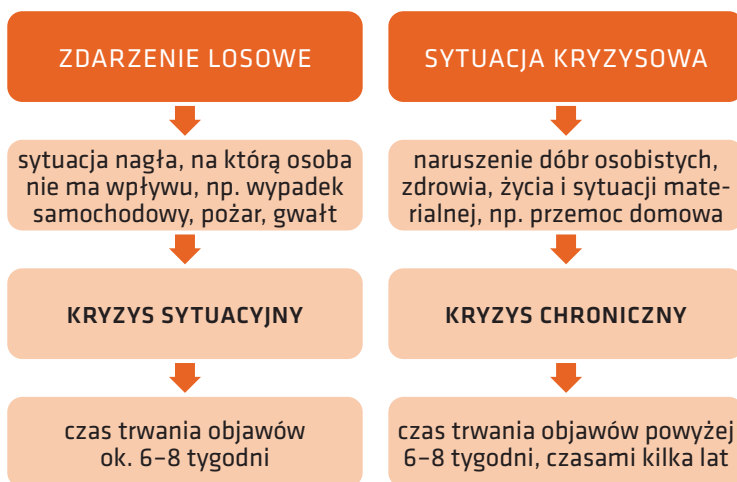 ZDARZENIE LOSOWE
sytuacja nagła, na którą osoba
nie ma wpływu, np. wypadek
samochodowy, pożar, gwałt
KRYZYS SYTUACYJNY
czas trwania objawów
ok. 6–8 tygodni
SYTUACJA KRYZYSOWA
naruszenie dóbr osobistych,
zdrowia, życia i sytuacji mate-
rialnej, np. przemoc domowa
KRYZYS CHRONICZNY
czas trwania objawów powyżej
6–8 tygodni, czasami kilka lat